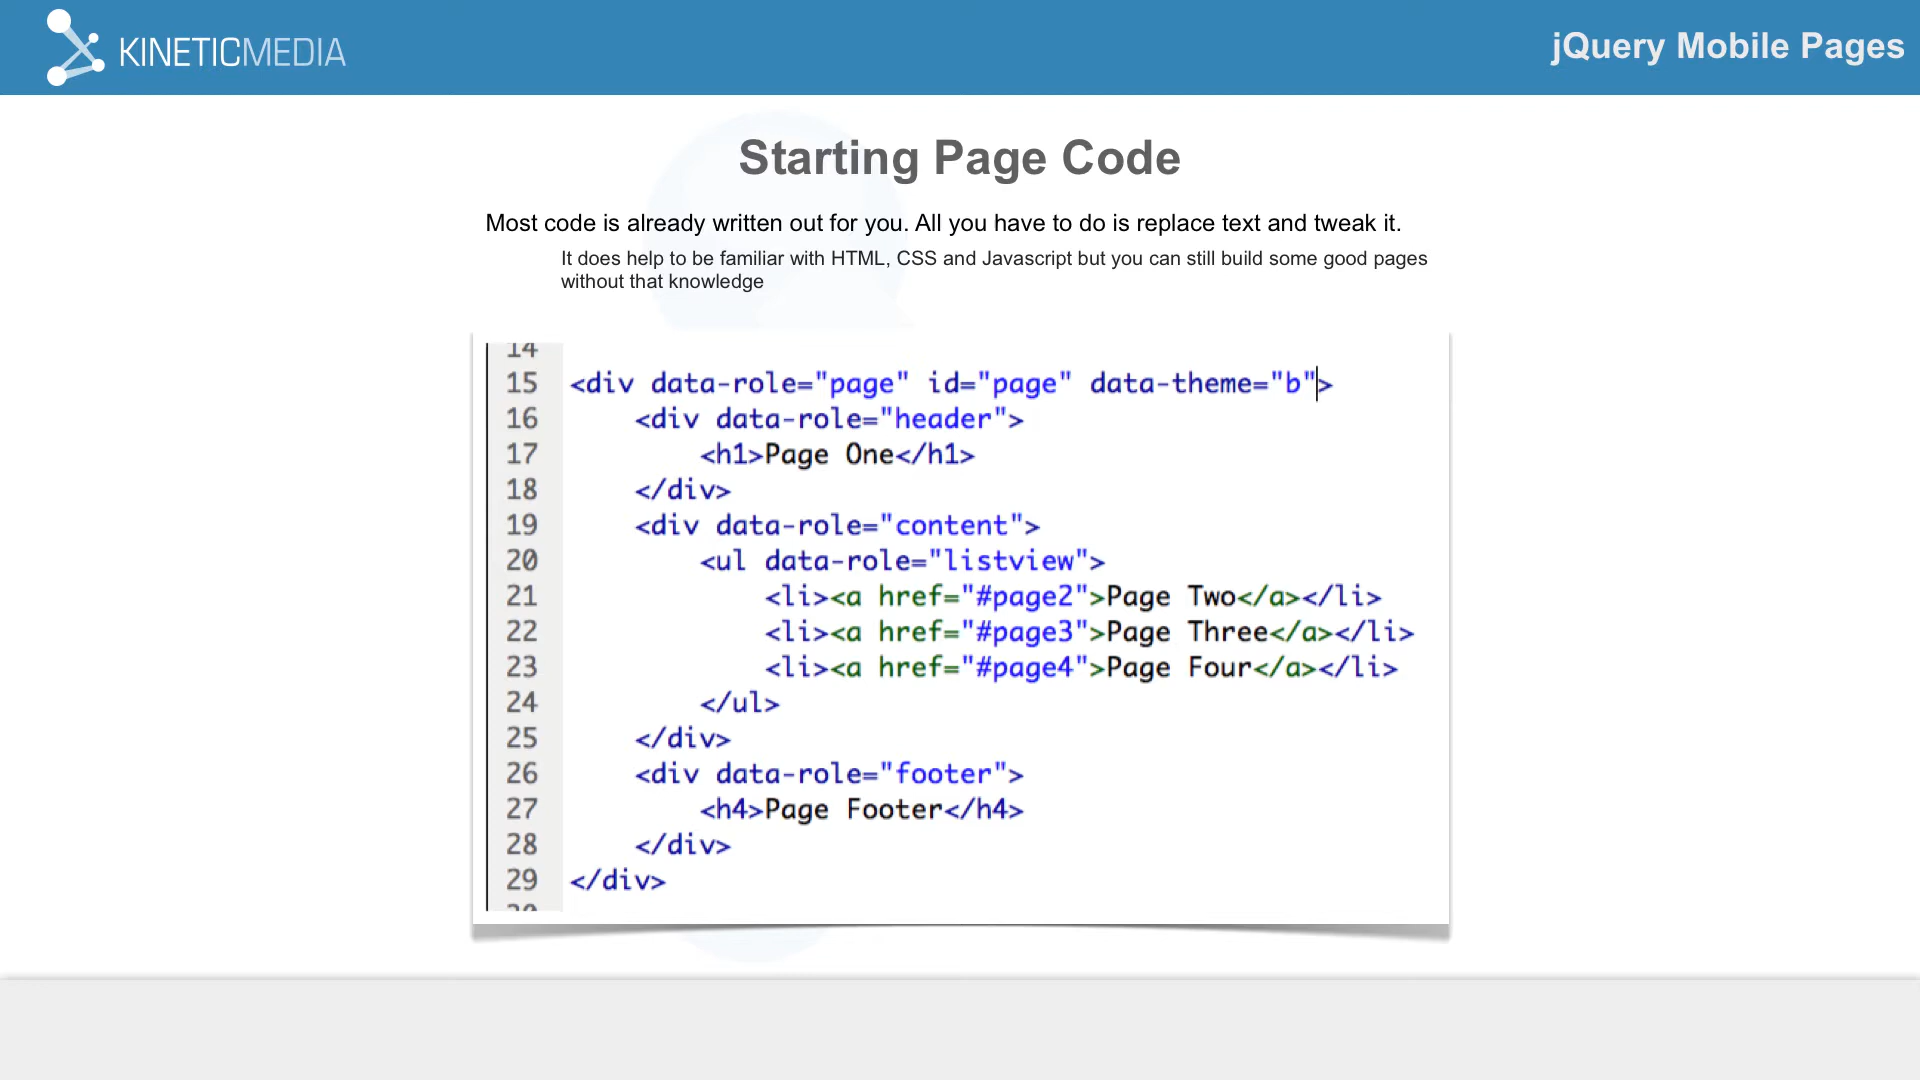 KINETICMEDIA
jQuery Mobile Pages
Starting Page Code
Most code is already written out for you. All you have to do is replace text and tweak it.
It does help to be familiar with HTML, CSS and Javascript but you can still build some good pages
without that knowledge
14
15 <div data-role="page" id="page" data-theme="b">
16 <div data-role="header">
17 <h1>Page One</h1>
18 </div>
19 <div data-role="content">
20 <ul data-role="listview">
21 <li><a href="#page2">Page Two</a></li>
22 <li><a href="#page3">Page Three</a></li>
23 <li><a href="#page4">Page Four</a></li>
24 </ul>
25 </div>
26 <div data-role="footer">
27 <h4>Page Footer</h4>
28 </div>
29 </div>